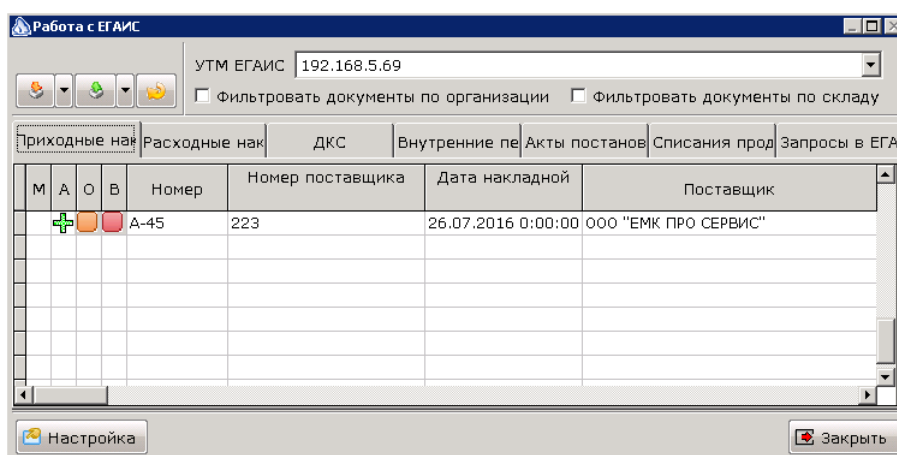 Работа с ЕГАИС
УТМ ЕГАИС 192.168.5.69
Фильтровать документы по организации Фильтровать документы по складу
Приходные нак Расходные нак ДКС Внутренние пе Акты постанов Списания прод Запросы в ЕГА
М А О В Номер Номер поставщика Дата накладной Поставщик
А-45 223 26.07.2016 0:00:00 ООО "ЕМК ПРО СЕРВИС"
Настройка Закрыть